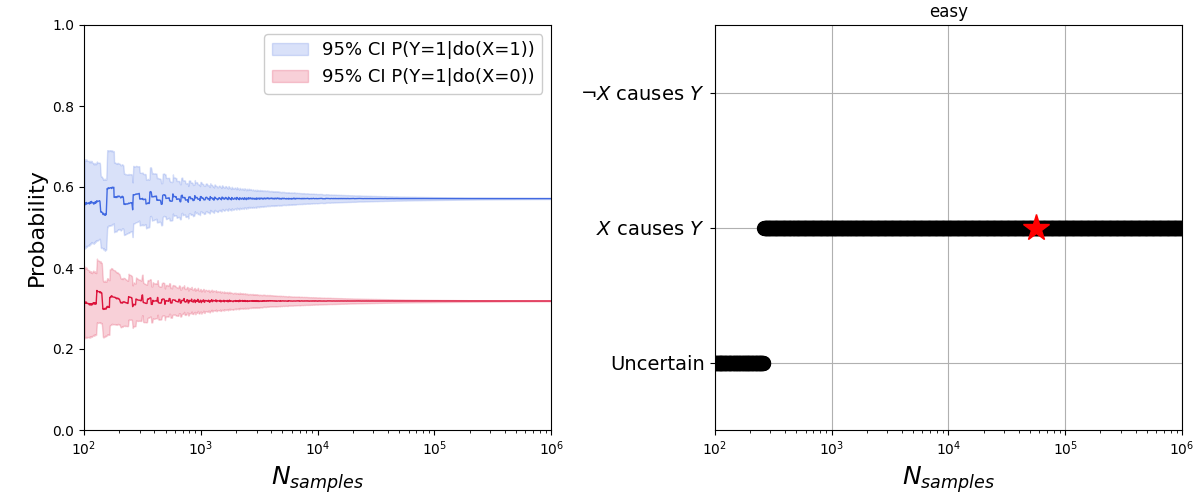 1.0
0.8
0.6
0.4
0.2
0.0
Probability
95% CI P(Y=1|do(X=1))
95% CI P(Y=1|do(X=0))
10² 10³ 10⁴ 10⁵ 10⁶
N_samples
easy
¬X causes Y
X causes Y
Uncertain
10² 10³ 10⁴ 10⁵ 10⁶
N_samples